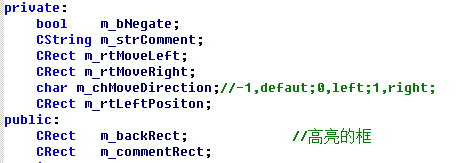 private:
bool m_bNegate;
CString m_strComment;
CRect m_rtMoveLeft;
CRect m_rtMoveRight;
char m_chMoveDirection;//-1,defaut;0,left;1,right;
CRect m_rtLeftPositon;
public:
CRect m_backRect; //高亮的框
CRect m_commentRect;